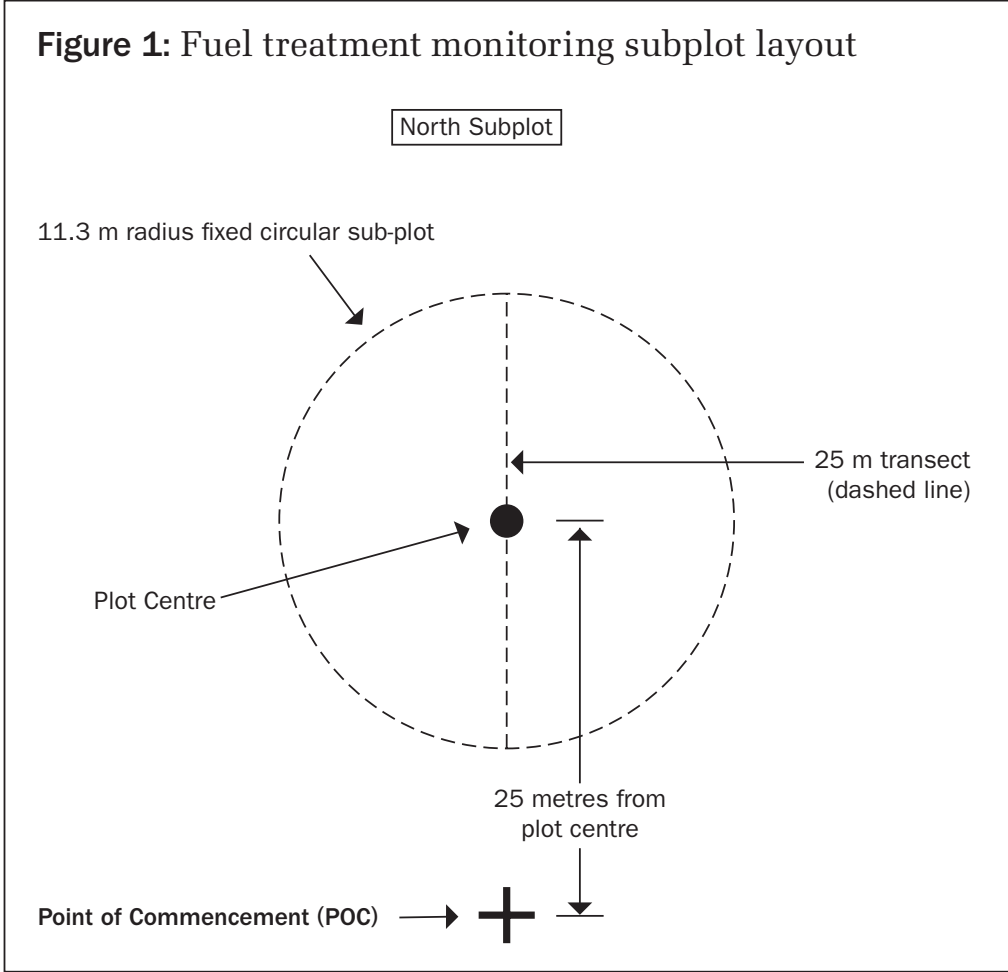 Figure 1: Fuel treatment monitoring subplot layout
North Subplot
11.3 m radius fixed circular sub-plot
25 m transect
(dashed line)
Plot Centre
25 metres from
plot centre
Point of Commencement (POC)